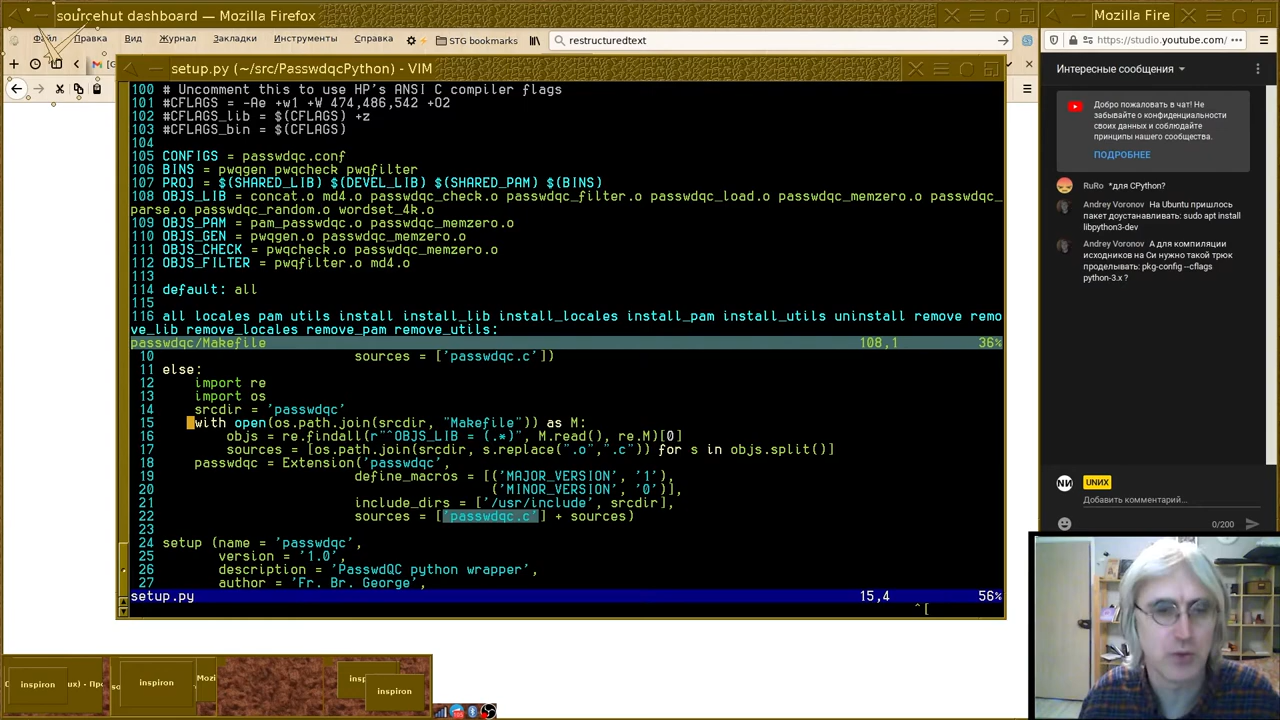 sourcehut dashboard — Mozilla Firefox
Mozilla Fire
Файл Правка Вид Журнал Закладки Инструменты Справка
STG bookmarks
restructuredtext
https://studio.youtube.com/
setup.py (~/src/PasswdqcPython) - VIM
100 # Uncomment this to use HP's ANSI C compiler flags
101 #CFLAGS = -Ae +w1 +W 474,486,542 +O2
102 #CFLAGS_lib = $(CFLAGS) +z
103 #CFLAGS_bin = $(CFLAGS)
104
105 CONFIGS = passwdqc.conf
106 BINS = pwqgen pwqcheck pwqfilter
107 PROJ = $(SHARED_LIB) $(DEVEL_LIB) $(SHARED_PAM) $(BINS)
108 OBJS_LIB = concat.o md4.o passwdqc_check.o passwdqc_filter.o passwdqc_load.o passwdqc_memzero.o passwdqc_
parse.o passwdqc_random.o wordset_4k.o
109 OBJS_PAM = pam_passwdqc.o passwdqc_memzero.o
110 OBJS_GEN = pwqgen.o passwdqc_memzero.o
111 OBJS_CHECK = pwqcheck.o passwdqc_memzero.o
112 OBJS_FILTER = pwqfilter.o md4.o
113
114 default: all
115
116 all locales pam utils install install_lib install_locales install_pam install_utils uninstall remove remo
ve_lib remove_locales remove_pam remove_utils:
passwdqc/Makefile 108,1 36%
10 sources = ['passwdqc.c'])
11 else:
12 import re
13 import os
14 srcdir = 'passwdqc'
15 with open(os.path.join(srcdir, "Makefile")) as M:
16 objs = re.findall(r"^OBJS_LIB = (.*)", M.read(), re.M)[0]
17 sources = [os.path.join(srcdir, s.replace(".o",".c")) for s in objs.split()]
18 passwdqc = Extension('passwdqc',
19 define_macros = [('MAJOR_VERSION', '1'),
20 ('MINOR_VERSION', '0')],
21 include_dirs = ['/usr/include', srcdir],
22 sources = ['passwdqc.c'] + sources)
23
24 setup (name = 'passwdqc',
25 version = '1.0',
26 description = 'PasswdQC python wrapper',
27 author = 'Fr. Br. George',
setup.py 15,4 56%
^[
Интересные сообщения
Добро пожаловать в чат! Не
забывайте о конфиденциальности
своих данных и соблюдайте
принципы нашего сообщества.
ПОДРОБНЕЕ
RuRo *для CPython?
Andrey Voronov На Ubuntu пришлось
пакет доустанавливать: sudo apt install
libpython3-dev
Andrey Voronov А для компиляции
исходников на Си нужно такой трюк
проделывать: pkg-config --cflags
python-3.x ?
UNИX
Добавить комментарий...
0/200
inspiron
inspiron
inspiron